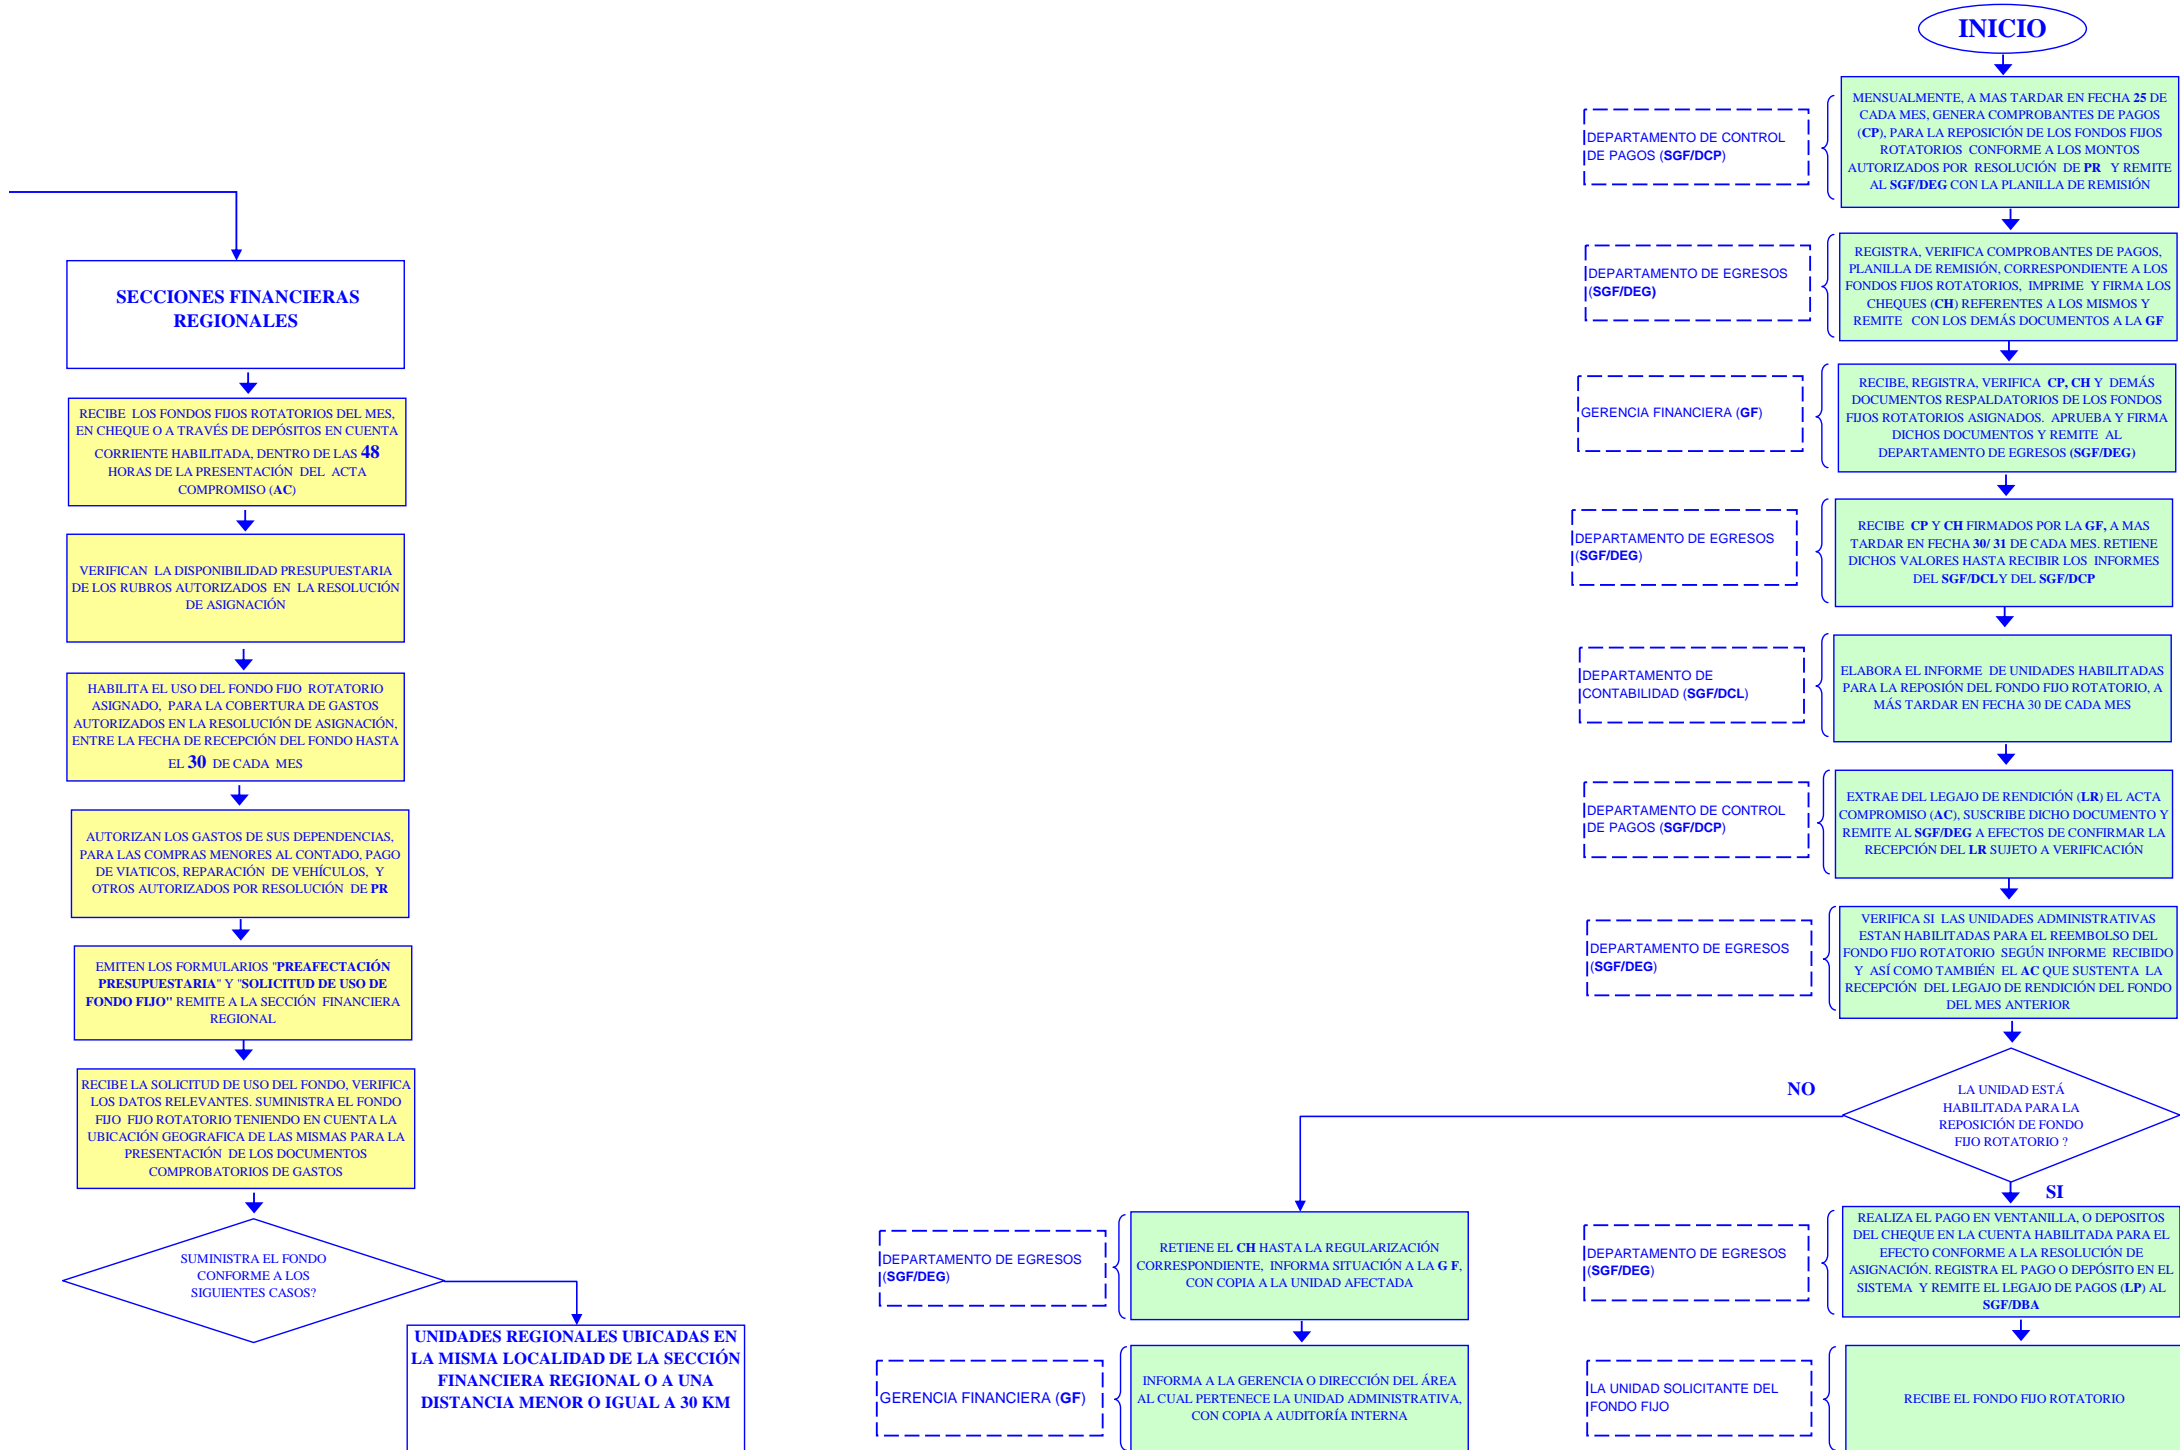 SECCIONES FINANCIERAS
REGIONALES
RECIBE LOS FONDOS FIJOS ROTATORIOS DEL MES,
EN CHEQUE O A TRAVÉS DE DEPÓSITOS EN CUENTA
CORRIENTE HABILITADA, DENTRO DE LAS 48
HORAS DE LA PRESENTACIÓN DEL ACTA
COMPROMISO (AC)
VERIFICAN LA DISPONIBILIDAD PRESUPUESTARIA
DE LOS RUBROS AUTORIZADOS EN LA RESOLUCIÓN
DE ASIGNACIÓN
HABILITA EL USO DEL FONDO FIJO ROTATORIO
ASIGNADO, PARA LA COBERTURA DE GASTOS
AUTORIZADOS EN LA RESOLUCIÓN DE ASIGNACIÓN,
ENTRE LA FECHA DE RECEPCIÓN DEL FONDO HASTA
EL 30 DE CADA MES
AUTORIZAN LOS GASTOS DE SUS DEPENDENCIAS,
PARA LAS COMPRAS MENORES AL CONTADO, PAGO
DE VIATICOS, REPARACIÓN DE VEHÍCULOS, Y
OTROS AUTORIZADOS POR RESOLUCIÓN DE PR
EMITEN LOS FORMULARIOS "PREAFECTACIÓN
PRESUPUESTARIA" Y "SOLICITUD DE USO DE
FONDO FIJO" REMITE A LA SECCIÓN FINANCIERA
REGIONAL
RECIBE LA SOLICITUD DE USO DEL FONDO, VERIFICA
LOS DATOS RELEVANTES. SUMINISTRA EL FONDO
FIJO FIJO ROTATORIO TENIENDO EN CUENTA LA
UBICACIÓN GEOGRAFICA DE LAS MISMAS PARA LA
PRESENTACIÓN DE LOS DOCUMENTOS
COMPROBATORIOS DE GASTOS
SUMINISTRA EL FONDO
CONFORME A LOS
SIGUIENTES CASOS?
UNIDADES REGIONALES UBICADAS EN
LA MISMA LOCALIDAD DE LA SECCIÓN
FINANCIERA REGIONAL O A UNA
DISTANCIA MENOR O IGUAL A 30 KM
INICIO
DEPARTAMENTO DE CONTROL
DE PAGOS (SGF/DCP)
MENSUALMENTE, A MAS TARDAR EN FECHA 25 DE
CADA MES, GENERA COMPROBANTES DE PAGOS
(CP), PARA LA REPOSICIÓN DE LOS FONDOS FIJOS
ROTATORIOS CONFORME A LOS MONTOS
AUTORIZADOS POR RESOLUCIÓN DE PR Y REMITE
AL SGF/DEG CON LA PLANILLA DE REMISIÓN
DEPARTAMENTO DE EGRESOS
(SGF/DEG)
REGISTRA, VERIFICA COMPROBANTES DE PAGOS,
PLANILLA DE REMISIÓN, CORRESPONDIENTE A LOS
FONDOS FIJOS ROTATORIOS, IMPRIME Y FIRMA LOS
CHEQUES (CH) REFERENTES A LOS MISMOS Y
REMITE CON LOS DEMÁS DOCUMENTOS A LA GF
GERENCIA FINANCIERA (GF)
RECIBE, REGISTRA, VERIFICA CP, CH Y DEMÁS
DOCUMENTOS RESPALDATORIOS DE LOS FONDOS
FIJOS ROTATORIOS ASIGNADOS. APRUEBA Y FIRMA
DICHOS DOCUMENTOS Y REMITE AL
DEPARTAMENTO DE EGRESOS (SGF/DEG)
DEPARTAMENTO DE EGRESOS
(SGF/DEG)
RECIBE CP Y CH FIRMADOS POR LA GF, A MAS
TARDAR EN FECHA 30/ 31 DE CADA MES. RETIENE
DICHOS VALORES HASTA RECIBIR LOS INFORMES
DEL SGF/DCLY DEL SGF/DCP
DEPARTAMENTO DE
CONTABILIDAD (SGF/DCL)
ELABORA EL INFORME DE UNIDADES HABILITADAS
PARA LA REPOSIÓN DEL FONDO FIJO ROTATORIO, A
MÁS TARDAR EN FECHA 30 DE CADA MES
DEPARTAMENTO DE CONTROL
DE PAGOS (SGF/DCP)
EXTRAE DEL LEGAJO DE RENDICIÓN (LR) EL ACTA
COMPROMISO (AC), SUSCRIBE DICHO DOCUMENTO Y
REMITE AL SGF/DEG A EFECTOS DE CONFIRMAR LA
RECEPCIÓN DEL LR SUJETO A VERIFICACIÓN
DEPARTAMENTO DE EGRESOS
(SGF/DEG)
VERIFICA SI LAS UNIDADES ADMINISTRATIVAS
ESTAN HABILITADAS PARA EL REEMBOLSO DEL
FONDO FIJO ROTATORIO SEGÚN INFORME RECIBIDO
Y ASÍ COMO TAMBIÉN EL AC QUE SUSTENTA LA
RECEPCIÓN DEL LEGAJO DE RENDICIÓN DEL FONDO
DEL MES ANTERIOR
NO
LA UNIDAD ESTÁ
HABILITADA PARA LA
REPOSICIÓN DE FONDO
FIJO ROTATORIO ?
SI
DEPARTAMENTO DE EGRESOS
(SGF/DEG)
RETIENE EL CH HASTA LA REGULARIZACIÓN
CORRESPONDIENTE, INFORMA SITUACIÓN A LA G F,
CON COPIA A LA UNIDAD AFECTADA
DEPARTAMENTO DE EGRESOS
(SGF/DEG)
REALIZA EL PAGO EN VENTANILLA, O DEPOSITOS
DEL CHEQUE EN LA CUENTA HABILITADA PARA EL
EFECTO CONFORME A LA RESOLUCIÓN DE
ASIGNACIÓN. REGISTRA EL PAGO O DEPÓSITO EN EL
SISTEMA Y REMITE EL LEGAJO DE PAGOS (LP) AL
SGF/DBA
GERENCIA FINANCIERA (GF)
INFORMA A LA GERENCIA O DIRECCIÓN DEL ÁREA
AL CUAL PERTENECE LA UNIDAD ADMINISTRATIVA,
CON COPIA A AUDITORÍA INTERNA
LA UNIDAD SOLICITANTE DEL
FONDO FIJO
RECIBE EL FONDO FIJO ROTATORIO